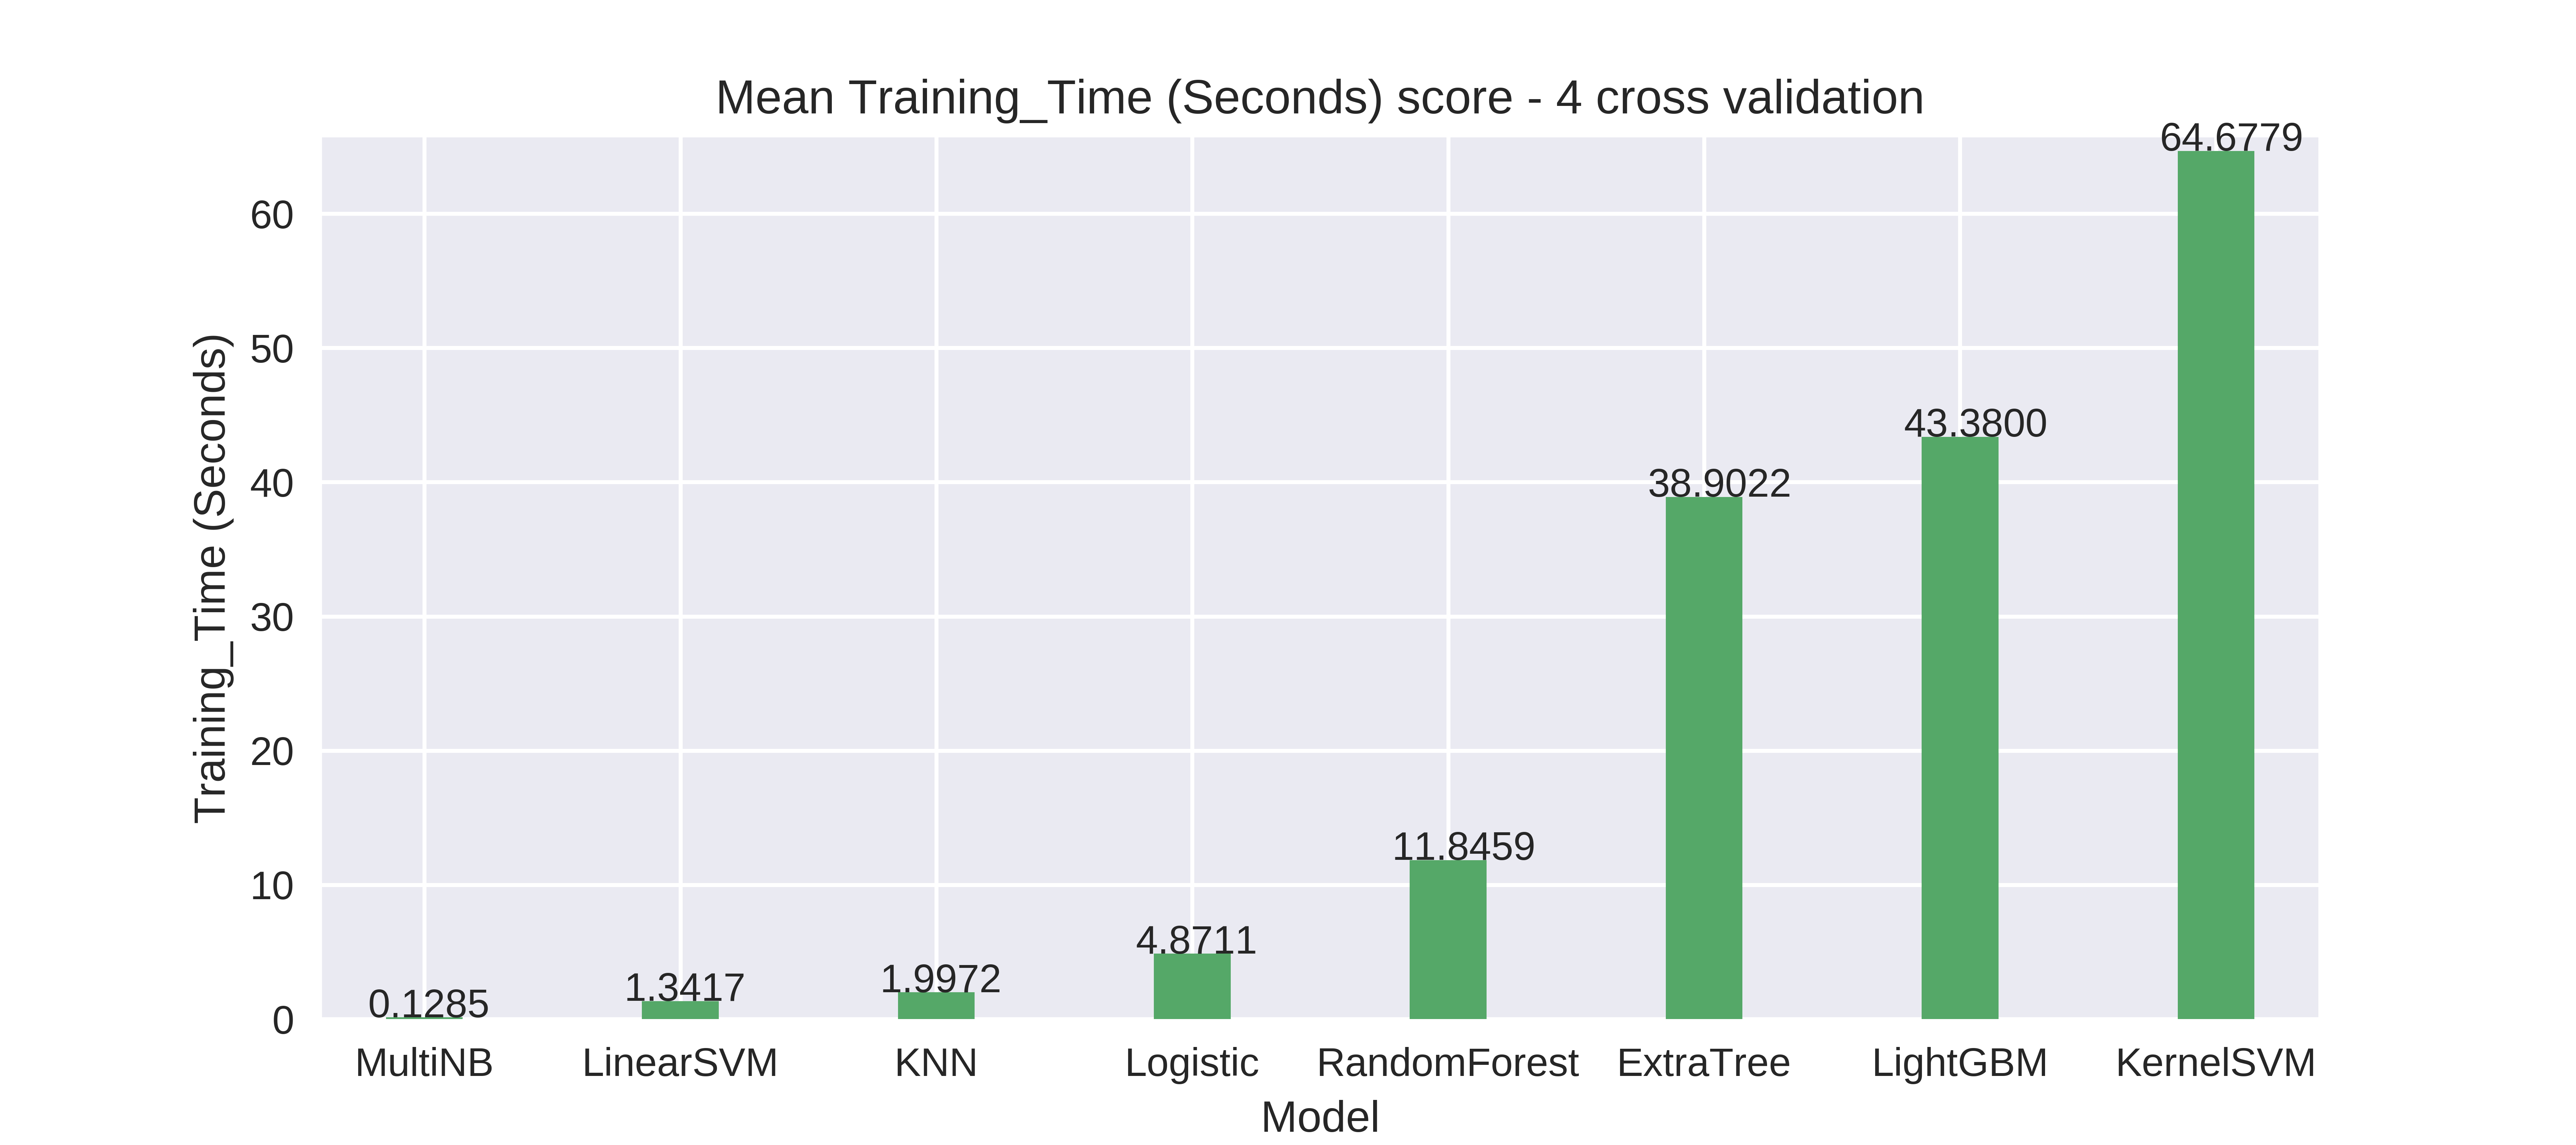 Mean Training_Time (Seconds) score - 4 cross validation
Training_Time (Seconds)
60
50
40
30
20
10
0
0.1285
1.3417
1.9972
4.8711
11.8459
38.9022
43.3800
64.6779
MultiNB
LinearSVM
KNN
Logistic
RandomForest
ExtraTree
LightGBM
KernelSVM
Model